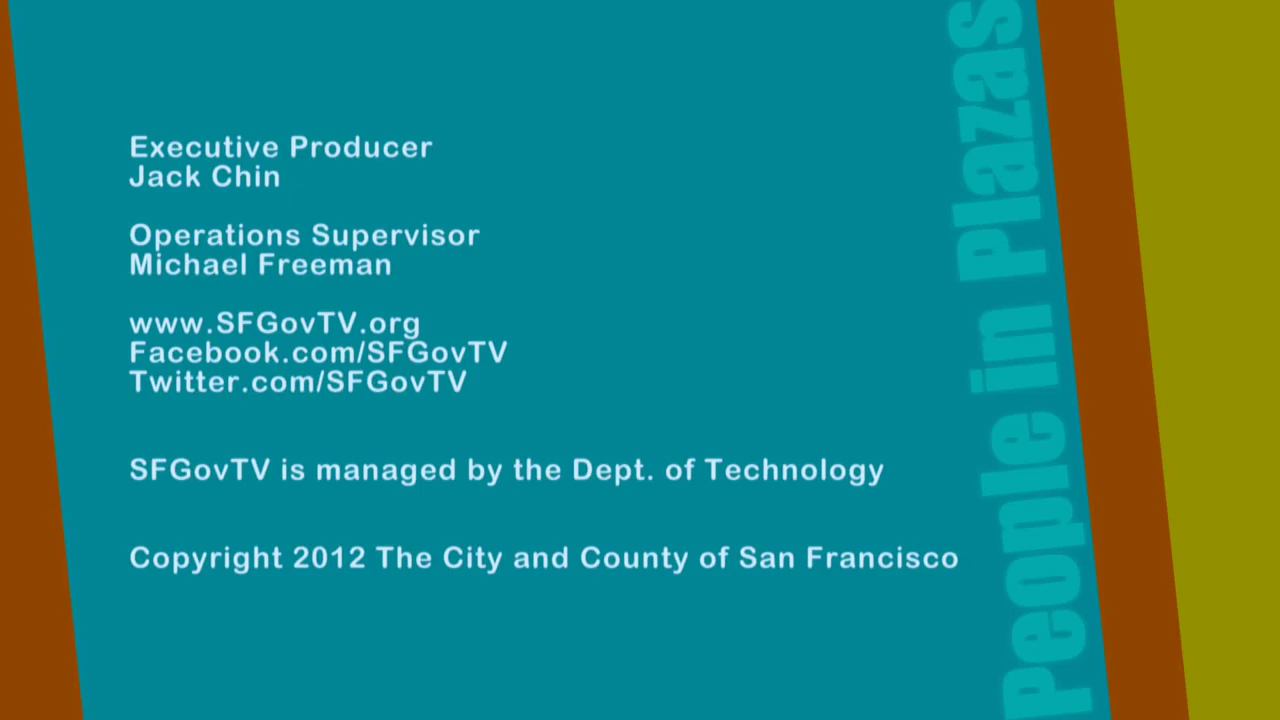 Executive Producer
Jack Chin
Operations Supervisor
Michael Freeman
www.SFGovTV.org
Facebook.com/SFGovTV
Twitter.com/SFGovTV
SFGovTV is managed by the Dept. of Technology
Copyright 2012 The City and County of San Francisco
People in Plazas